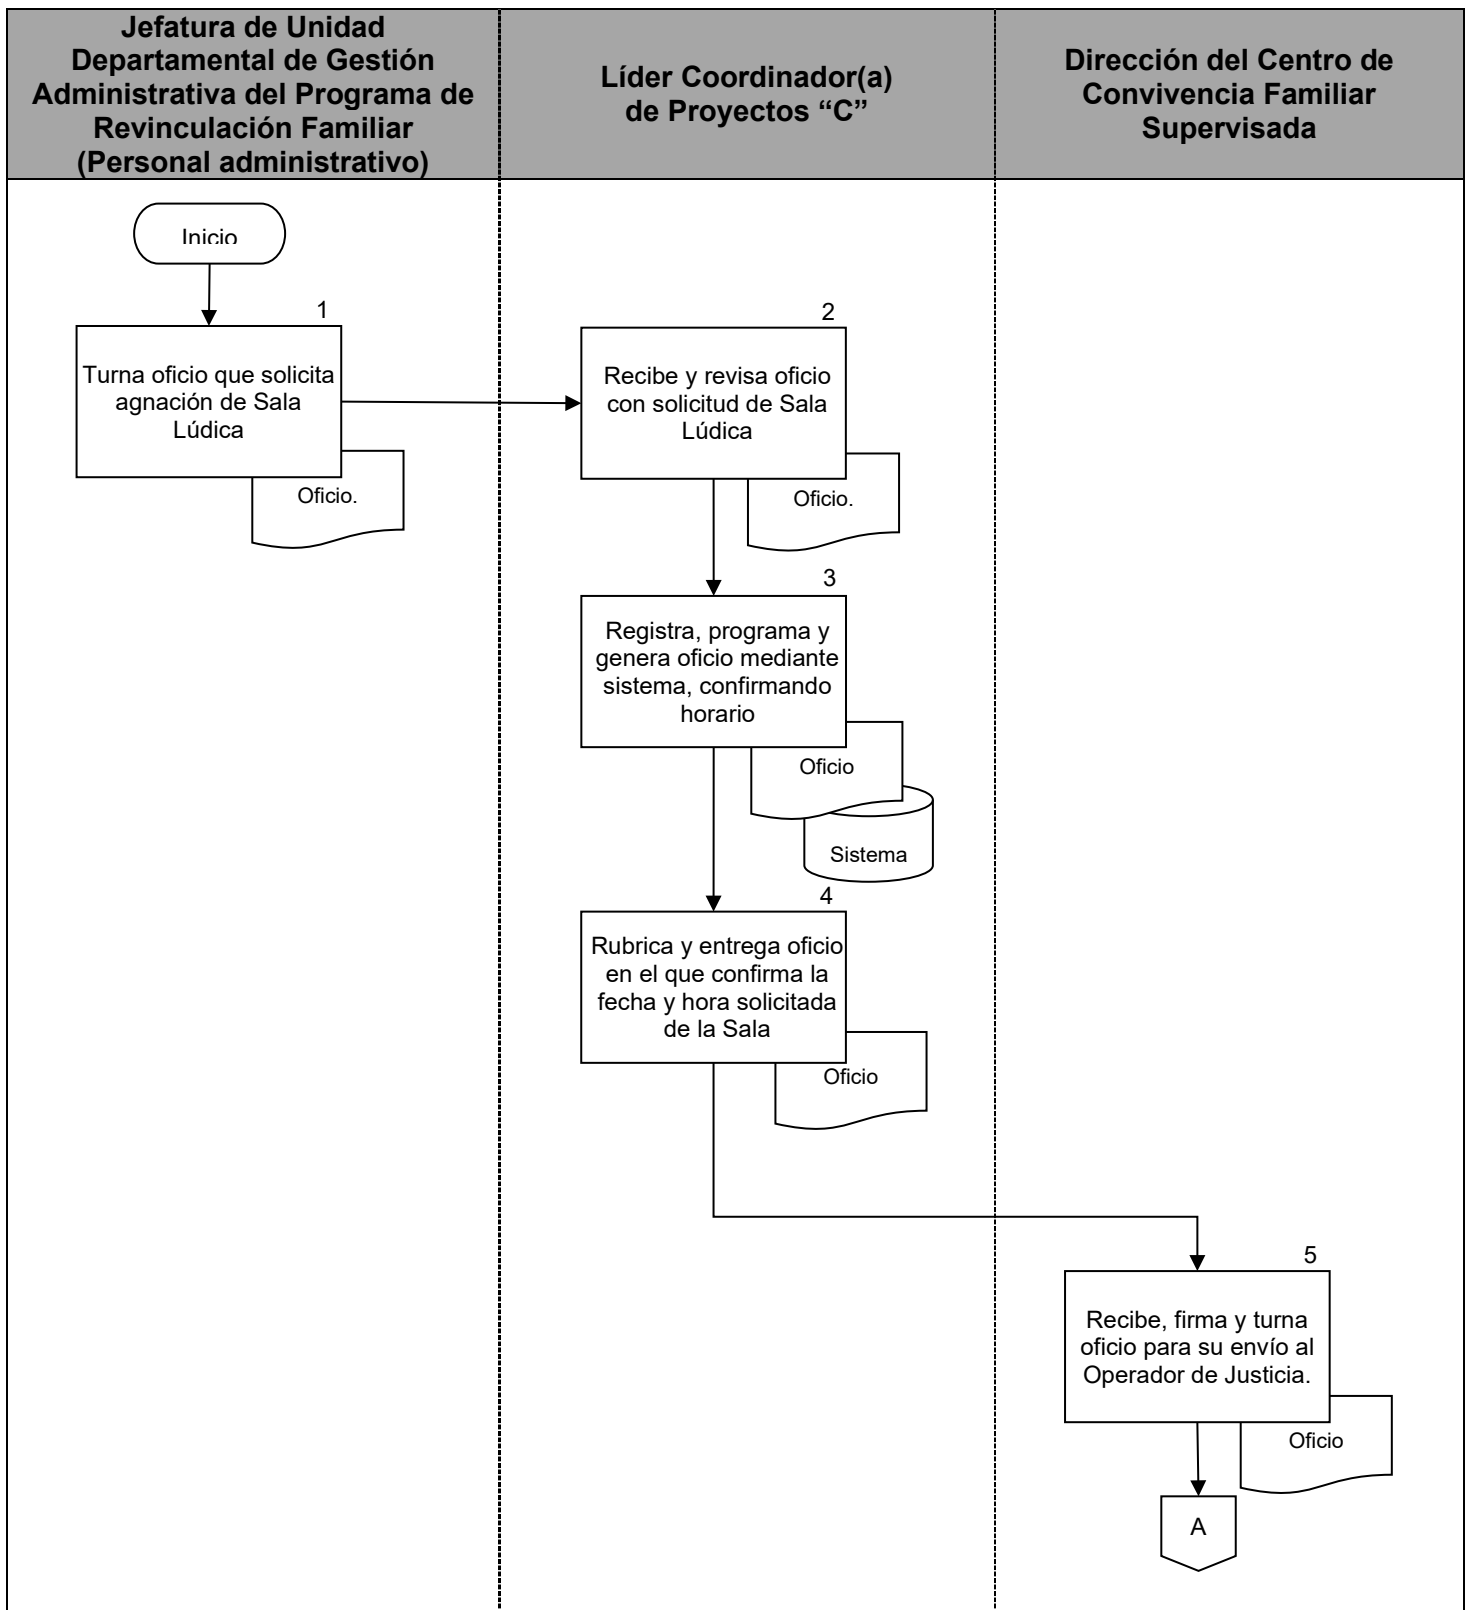 Jefatura de Unidad
Departamental de Gestión
Administrativa del Programa de
Revinculación Familiar
(Personal administrativo)
Líder Coordinador(a)
de Proyectos “C”
Dirección del Centro de
Convivencia Familiar
Supervisada
Inicio
1
Turna oficio que solicita
agnación de Sala
Lúdica
Oficio.
2
Recibe y revisa oficio
con solicitud de Sala
Lúdica
Oficio.
3
Registra, programa y
genera oficio mediante
sistema, confirmando
horario
Oficio
Sistema
4
Rubrica y entrega oficio
en el que confirma la
fecha y hora solicitada
de la Sala
Oficio
5
Recibe, firma y turna
oficio para su envío al
Operador de Justicia.
Oficio
A